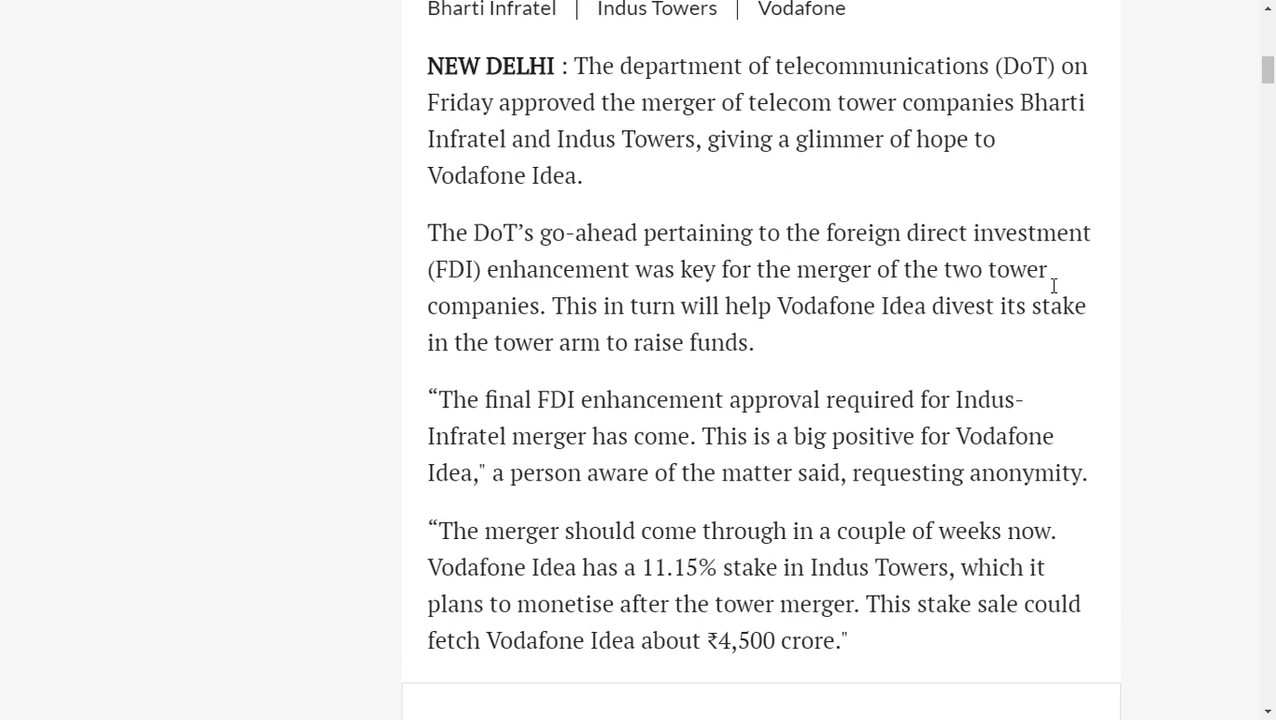 Bharti Infratel | Indus Towers | Vodafone
NEW DELHI : The department of telecommunications (DoT) on
Friday approved the merger of telecom tower companies Bharti
Infratel and Indus Towers, giving a glimmer of hope to
Vodafone Idea.
The DoT’s go-ahead pertaining to the foreign direct investment
(FDI) enhancement was key for the merger of the two tower
companies. This in turn will help Vodafone Idea divest its stake
in the tower arm to raise funds.
“The final FDI enhancement approval required for Indus-
Infratel merger has come. This is a big positive for Vodafone
Idea," a person aware of the matter said, requesting anonymity.
“The merger should come through in a couple of weeks now.
Vodafone Idea has a 11.15% stake in Indus Towers, which it
plans to monetise after the tower merger. This stake sale could
fetch Vodafone Idea about ₹4,500 crore."